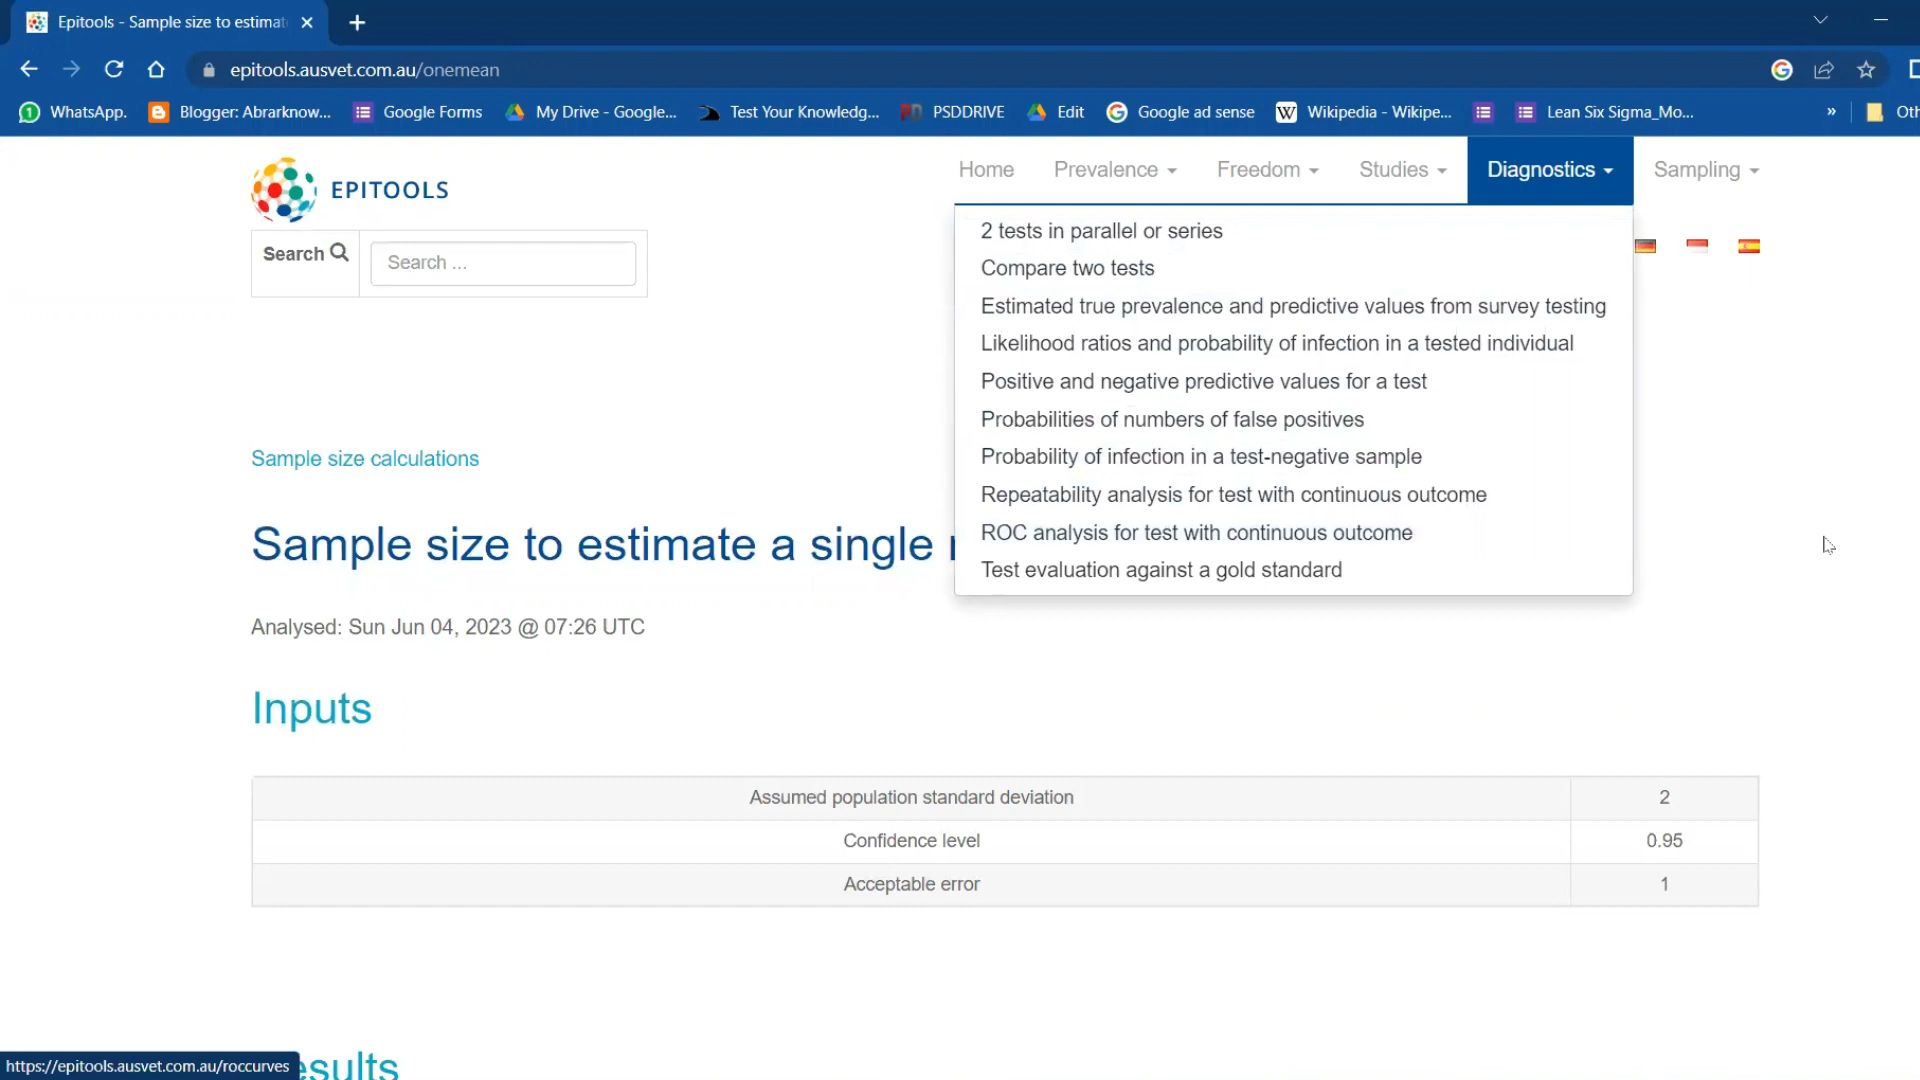 Epitools - Sample size to estimat
epitools.ausvet.com.au/onemean
WhatsApp. Blogger: Abrarknow... Google Forms My Drive - Google... Test Your Knowledg... PSDDRIVE Edit Google ad sense Wikipedia - Wikipe... Lean Six Sigma_Mo... » Oth
EPITOOLS
Home Prevalence Freedom Studies Diagnostics Sampling
Search Search ...
2 tests in parallel or series
Compare two tests
Estimated true prevalence and predictive values from survey testing
Likelihood ratios and probability of infection in a tested individual
Positive and negative predictive values for a test
Probabilities of numbers of false positives
Probability of infection in a test-negative sample
Repeatability analysis for test with continuous outcome
ROC analysis for test with continuous outcome
Test evaluation against a gold standard
Sample size calculations
Sample size to estimate a single
Analysed: Sun Jun 04, 2023 @ 07:26 UTC
Inputs
Assumed population standard deviation 2
Confidence level 0.95
Acceptable error 1
esults
https://epitools.ausvet.com.au/roccurves